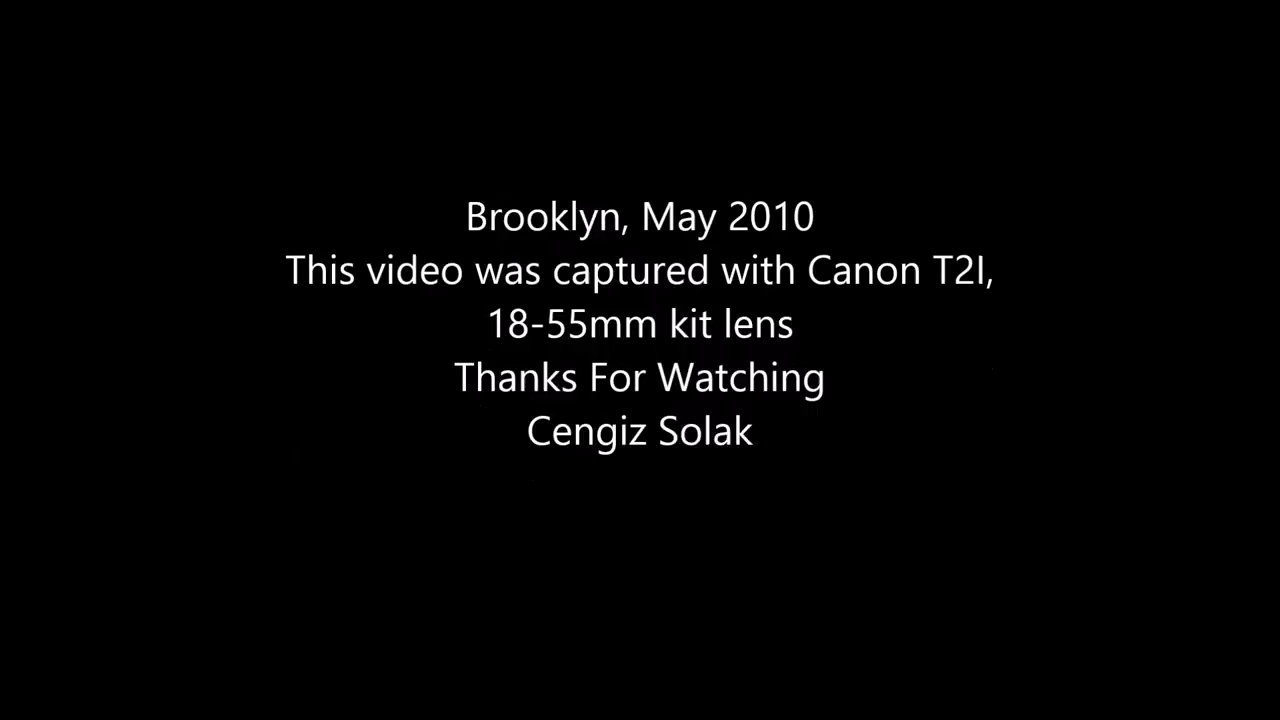 Brooklyn, May 2010
This video was captured with Canon T2I,
18-55mm kit lens
Thanks For Watching
Cengiz Solak